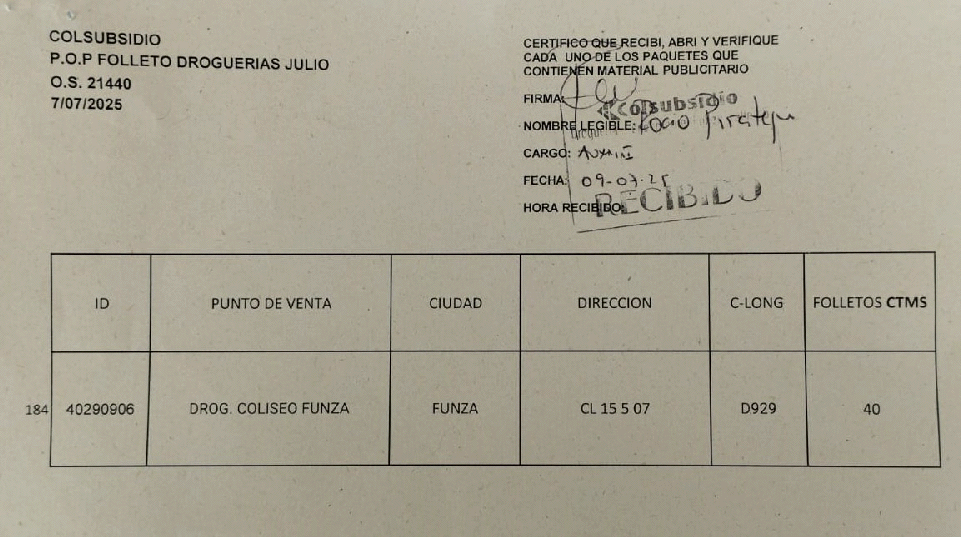 COLSUBSIDIO
P.O.P FOLLETO DROGUERIAS JULIO
O.S. 21440
7/07/2025
CERTIFICO QUE RECIBI, ABRI Y VERIFIQUE
CADA UNO DE LOS PAQUETES QUE
CONTIENEN MATERIAL PUBLICITARIO
FIRMA:
colsubsidio
NOMBRE LEGIBLE:
CARGO:
FECHA: 09-07-25
HORA RECIBIDO:
RECIBIDO
ID PUNTO DE VENTA CIUDAD DIRECCION C-LONG FOLLETOS CTMS
184 40290906 DROG. COLISEO FUNZA FUNZA CL 15 5 07 D929 40